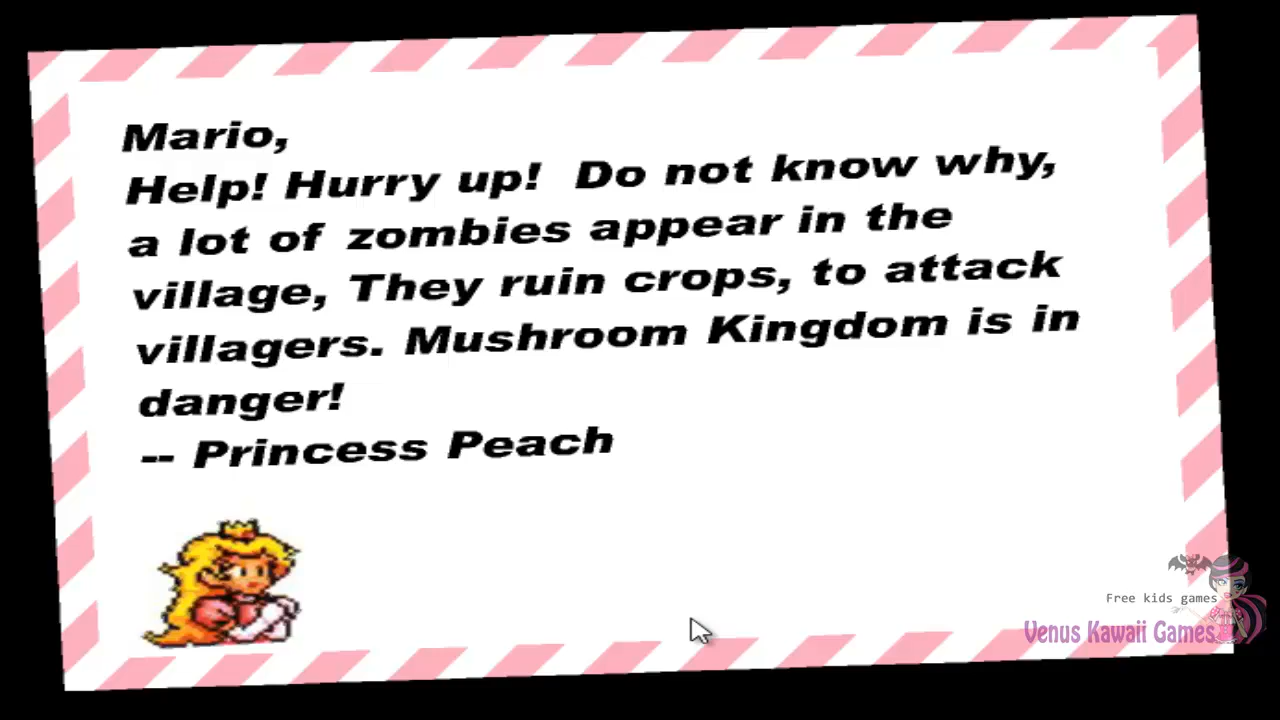 Mario,
Help! Hurry up! Do not know why,
a lot of zombies appear in the
village, They ruin crops, to attack
villagers. Mushroom Kingdom is in
danger!
-- Princess Peach
Free kids games
Venus Kawaii Games